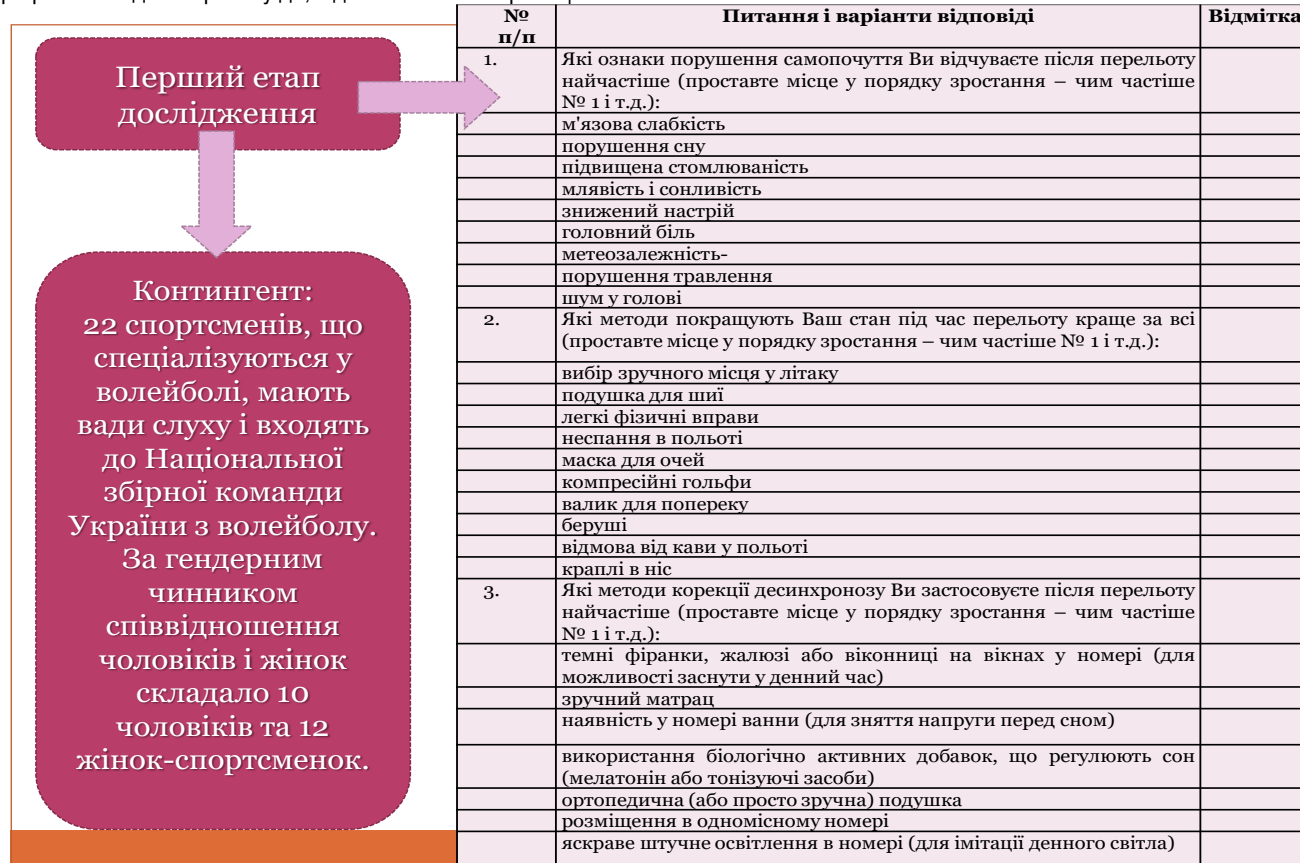 Перший етап
дослідження
Контингент:
22 спортсменів, що
спеціалізуються у
волейболі, мають
вади слуху і входять
до Національної
збірної команди
України з волейболу.
За гендерним
чинником
співвідношення
чоловіків і жінок
складало 10
чоловіків та 12
жінок-спортсменок.
№ Питання і варіанти відповіді Відмітка
п/п
1. Які ознаки порушення самопочуття Ви відчуваєте після перельоту
найчастіше (проставте місце у порядку зростання – чим частіше
№ 1 і т.д.):
м'язова слабкість
порушення сну
підвищена стомлюваність
млявість і сонливість
знижений настрій
головний біль
метеозалежність-
порушення травлення
шум у голові
2. Які методи покращують Ваш стан під час перельоту краще за всі
(проставте місце у порядку зростання – чим частіше № 1 і т.д.):
вибір зручного місця у літаку
подушка для шиї
легкі фізичні вправи
неспання в польоті
маска для очей
компресійні гольфи
валик для попереку
беруші
відмова від кави у польоті
краплі в ніс
3. Які методи корекції десинхронозу Ви застосовуєте після перельоту
найчастіше (проставте місце у порядку зростання – чим частіше
№ 1 і т.д.):
темні фіранки, жалюзі або віконниці на вікнах у номері (для
можливості заснути у денний час)
зручний матрац
наявність у номері ванни (для зняття напруги перед сном)
використання біологічно активних добавок, що регулюють сон
(мелатонін або тонізуючі засоби)
ортопедична (або просто зручна) подушка
розміщення в одномісному номері
яскраве штучне освітлення в номері (для імітації денного світла)